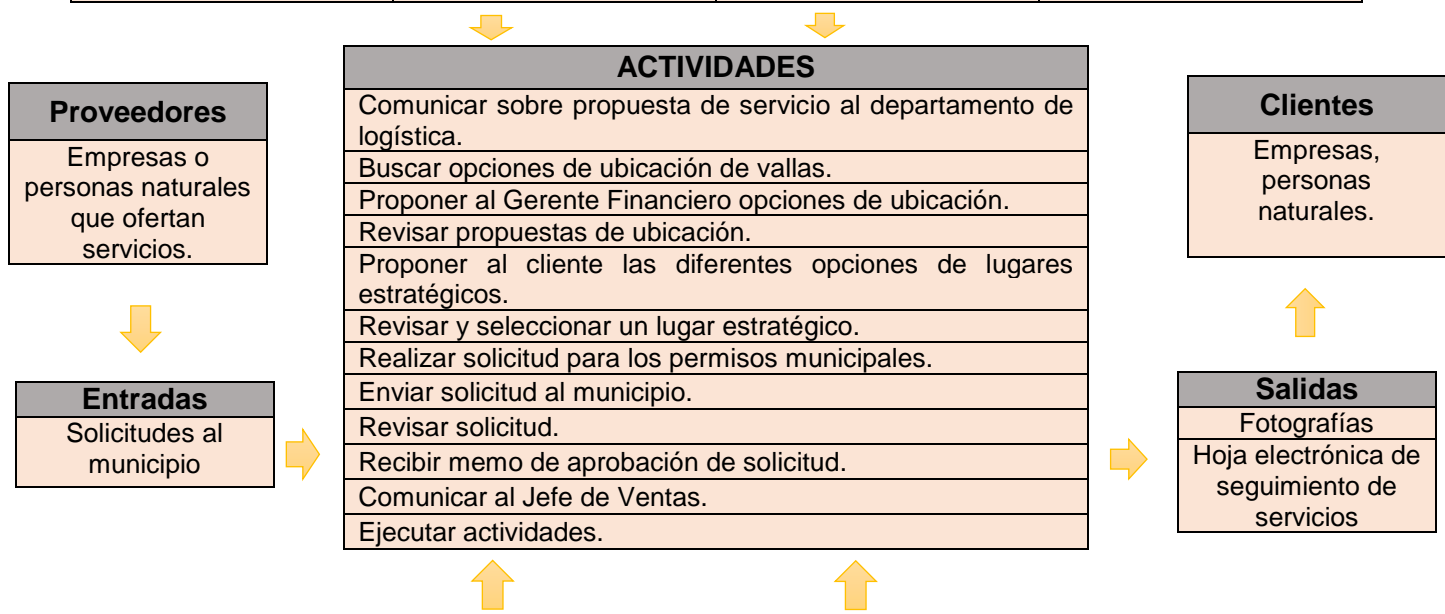 Proveedores
Empresas o
personas naturales
que ofertan
servicios.
Entradas
Solicitudes al
municipio
ACTIVIDADES
Comunicar sobre propuesta de servicio al departamento de
logística.
Buscar opciones de ubicación de vallas.
Proponer al Gerente Financiero opciones de ubicación.
Revisar propuestas de ubicación.
Proponer al cliente las diferentes opciones de lugares
estratégicos.
Revisar y seleccionar un lugar estratégico.
Realizar solicitud para los permisos municipales.
Enviar solicitud al municipio.
Revisar solicitud.
Recibir memo de aprobación de solicitud.
Comunicar al Jefe de Ventas.
Ejecutar actividades.
Clientes
Empresas,
personas
naturales.
Salidas
Fotografías
Hoja electrónica de
seguimiento de
servicios